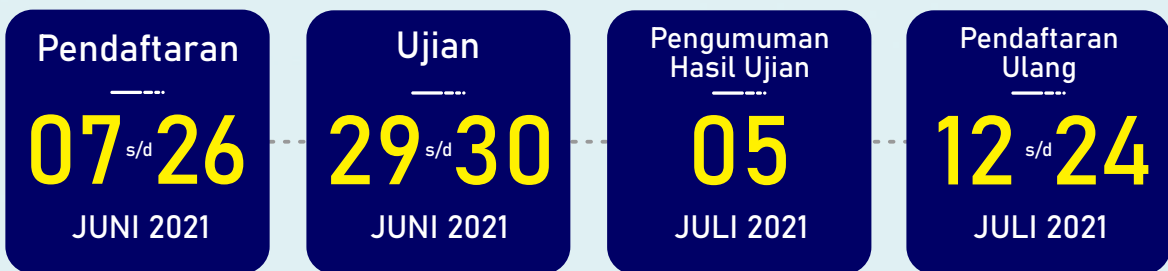 Pendaftaran
07 s/d 26
JUNI 2021
Ujian
29 s/d 30
JUNI 2021
Pengumuman
Hasil Ujian
05
JULI 2021
Pendaftaran
Ulang
12 s/d 24
JULI 2021